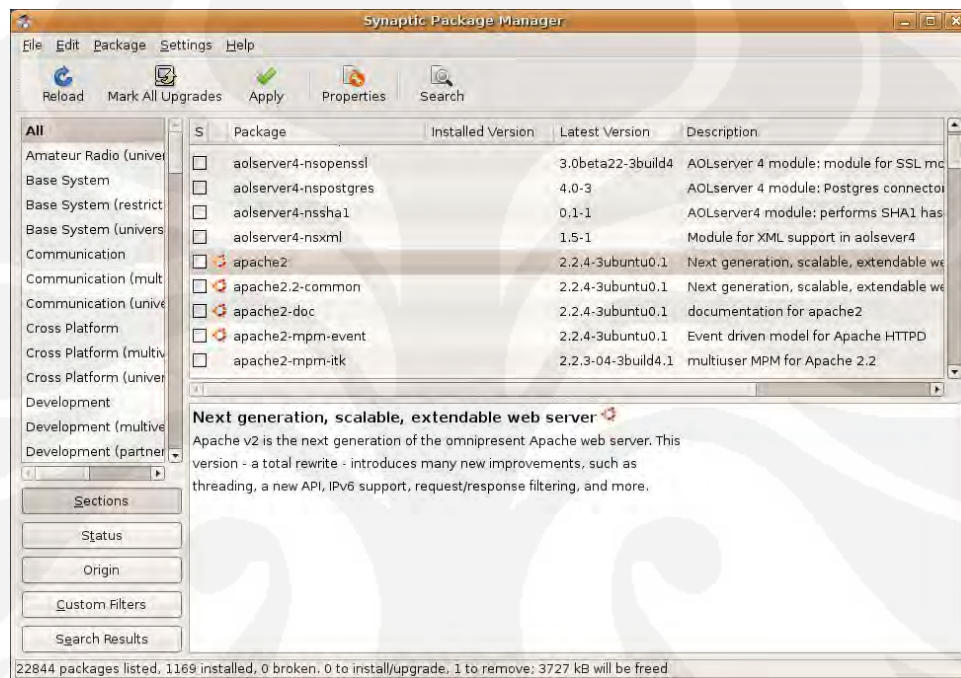 Synaptic Package Manager
File Edit Package Settings Help
Reload Mark All Upgrades Apply Properties Search
All
Amateur Radio (univer
Base System
Base System (restrict
Base System (univers
Communication
Communication (mult
Communication (unive
Cross Platform
Cross Platform (multiv
Cross Platform (univer
Development
Development (multive
Development (partner
S Package Installed Version Latest Version Description
aolserver4-nsopenssl 3.0beta22-3build4 AOLserver 4 module: module for SSL mo
aolserver4-nspostgres 4.0-3 AOLserver 4 module: Postgres connector
aolserver4-nssha1 0.1-1 AOLserver4 module: performs SHA1 has
aolserver4-nsxml 1.5-1 Module for XML support in aolsever4
apache2 2.2.4-3ubuntu0.1 Next generation, scalable, extendable we
apache2.2-common 2.2.4-3ubuntu0.1 Next generation, scalable, extendable we
apache2-doc 2.2.4-3ubuntu0.1 documentation for apache2
apache2-mpm-event 2.2.4-3ubuntu0.1 Event driven model for Apache HTTPD
apache2-mpm-itk 2.2.3-04-3build4.1 multiuser MPM for Apache 2.2
Next generation, scalable, extendable web server
Apache v2 is the next generation of the omnipresent Apache web server. This
version - a total rewrite - introduces many new improvements, such as
threading, a new API, IPv6 support, request/response filtering, and more.
Sections
Status
Origin
Custom Filters
Search Results
22844 packages listed, 1169 installed, 0 broken. 0 to install/upgrade, 1 to remove; 3727 kB will be freed